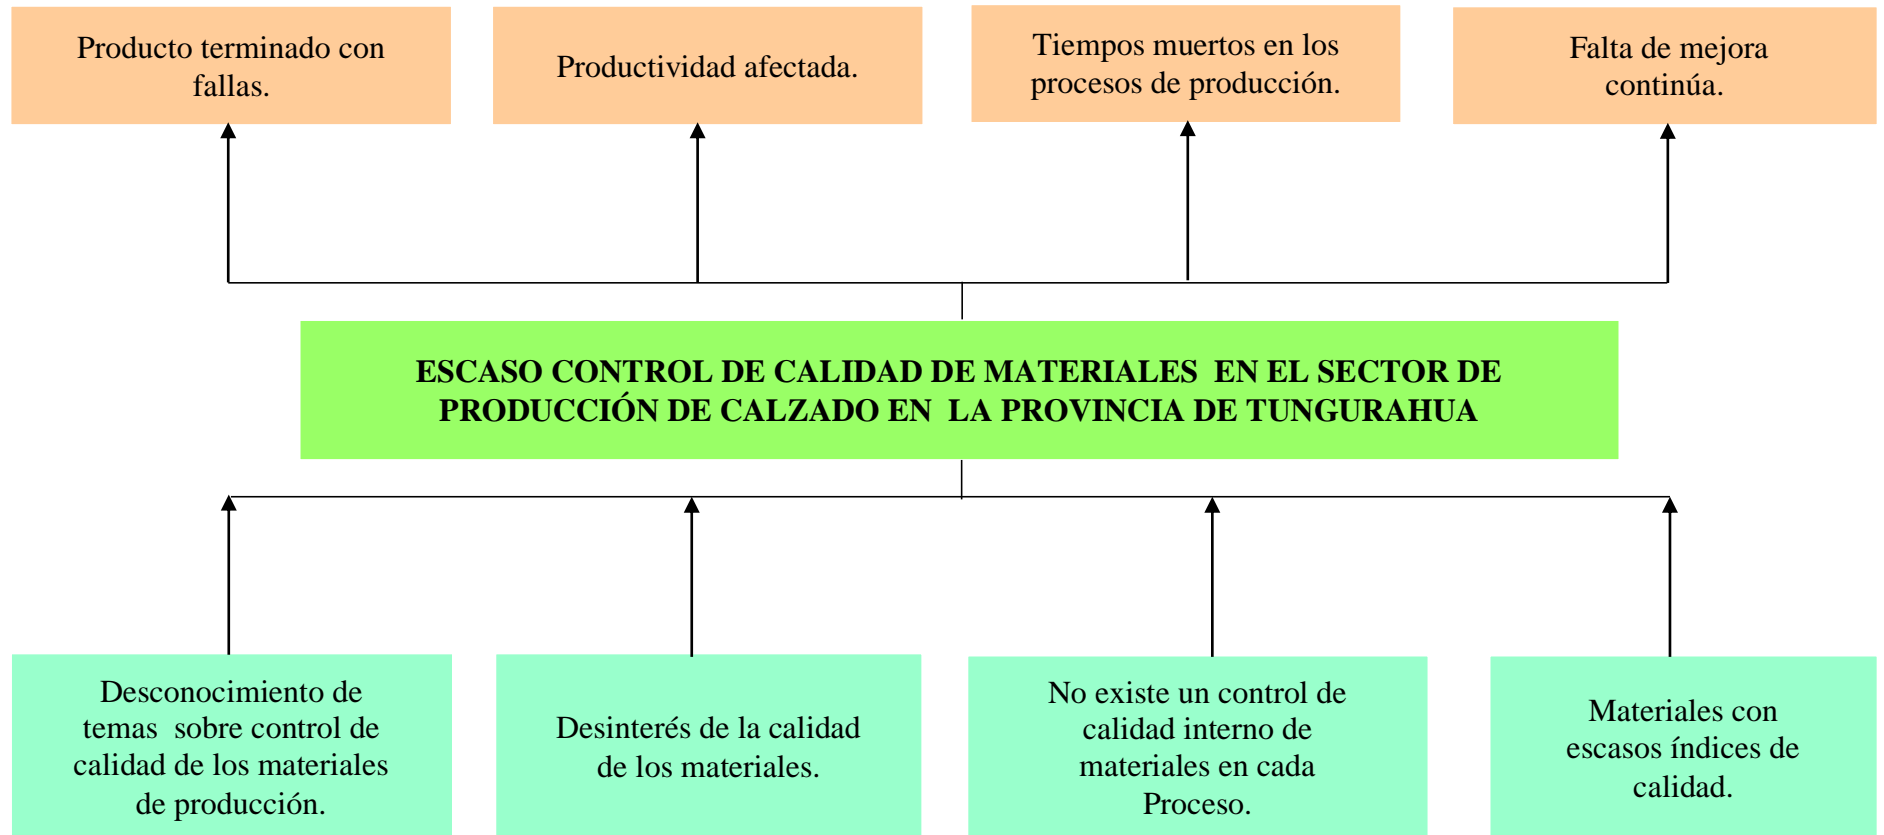 Producto terminado con
fallas.
Productividad afectada.
Tiempos muertos en los
procesos de producción.
Falta de mejora
continúa.
ESCASO CONTROL DE CALIDAD DE MATERIALES  EN EL SECTOR DE
PRODUCCIÓN DE CALZADO EN  LA PROVINCIA DE TUNGURAHUA
Desconocimiento de
temas  sobre control de
calidad de los materiales
de producción.
Desinterés de la calidad
de los materiales.
No existe un control de
calidad interno de
materiales en cada
Proceso.
Materiales con
escasos índices de
calidad.